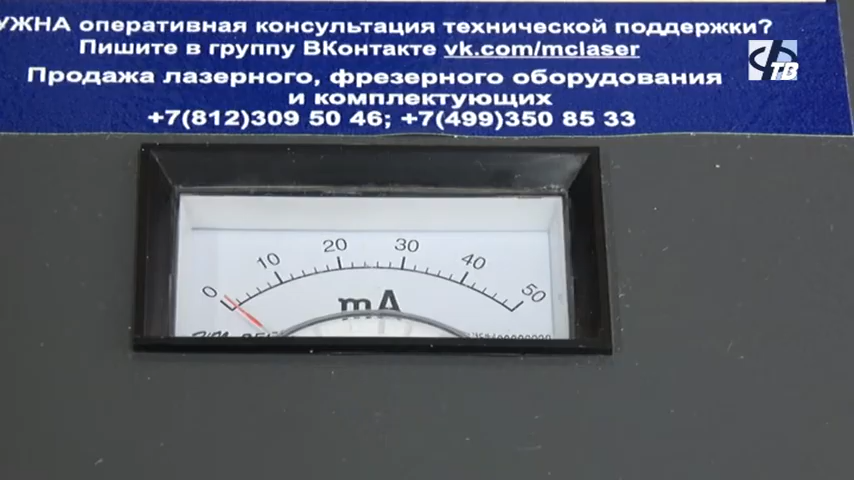 УЖНА оперативная консультация технической поддержки?
Пишите в группу ВКонтакте vk.com/mclaser
Продажа лазерного, фрезерного оборудования
и комплектующих
+7(812)309 50 46; +7(499)350 85 33
ТВ
0 10 20 30 40 50
mA